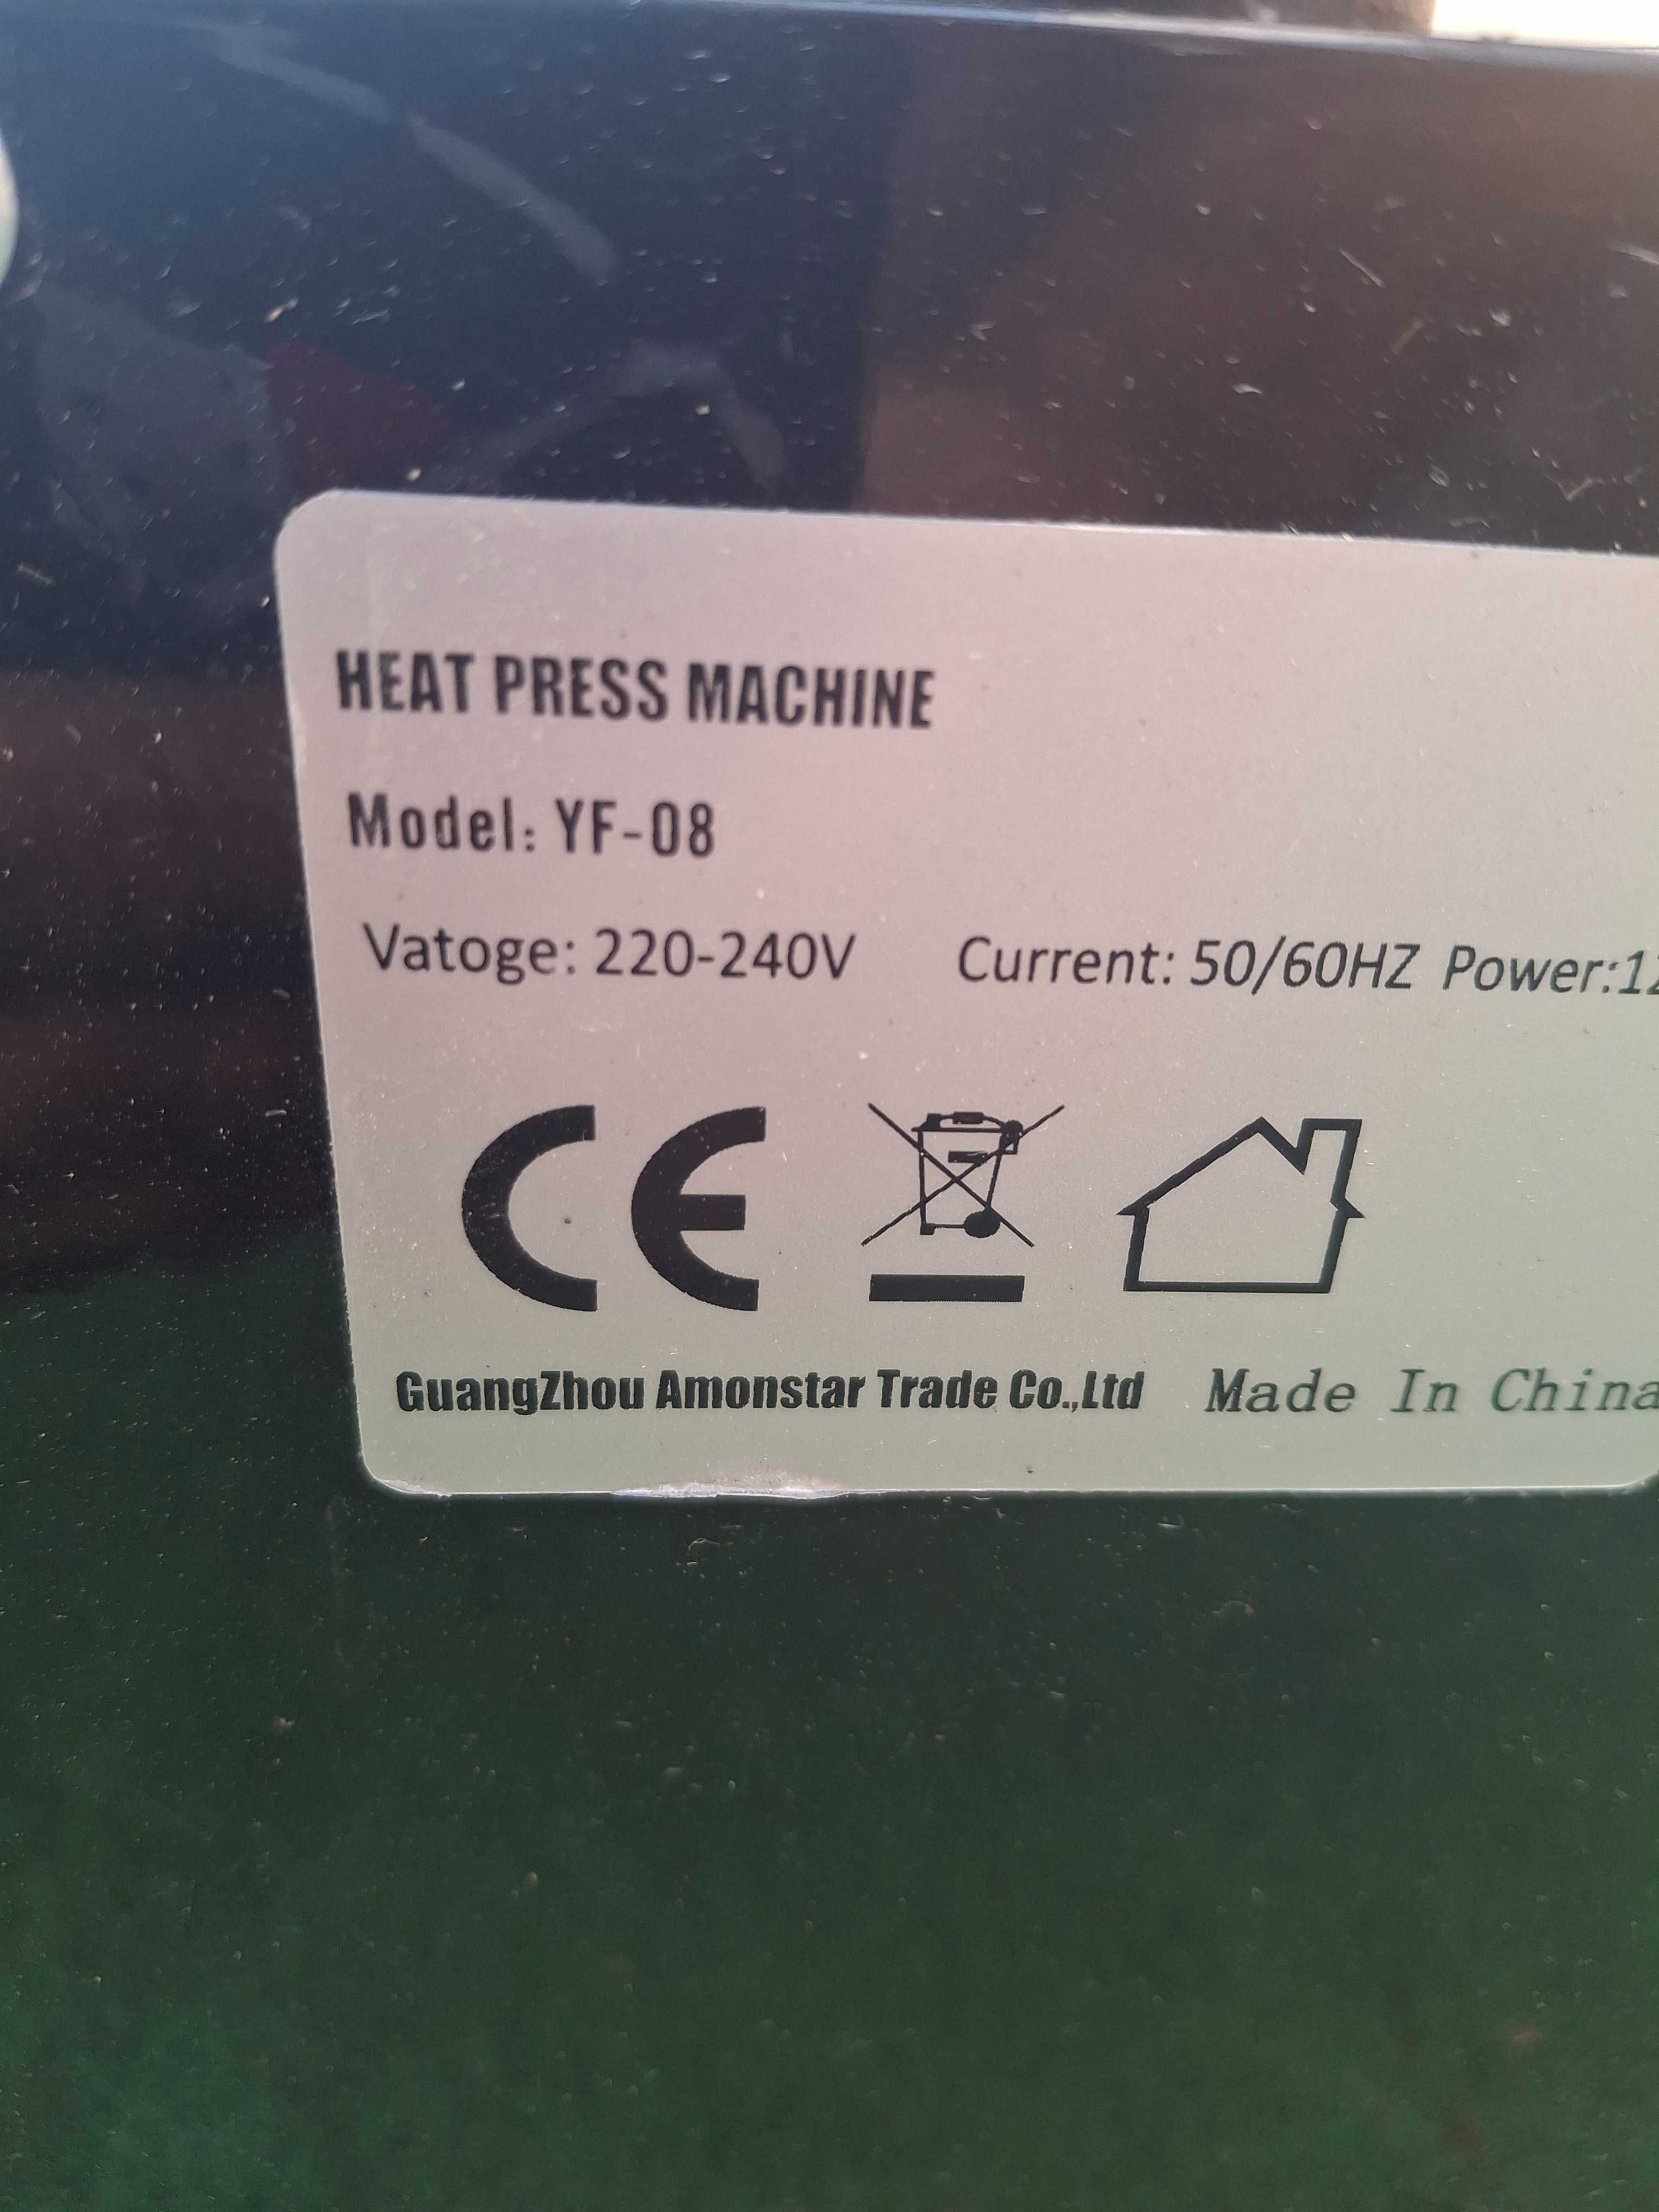 HEAT PRESS MACHINE
Model: YF-08
Vatoge: 220-240V Current: 50/60HZ Power:12
CE
GuangZhou Amonstar Trade Co.,Ltd Made In China